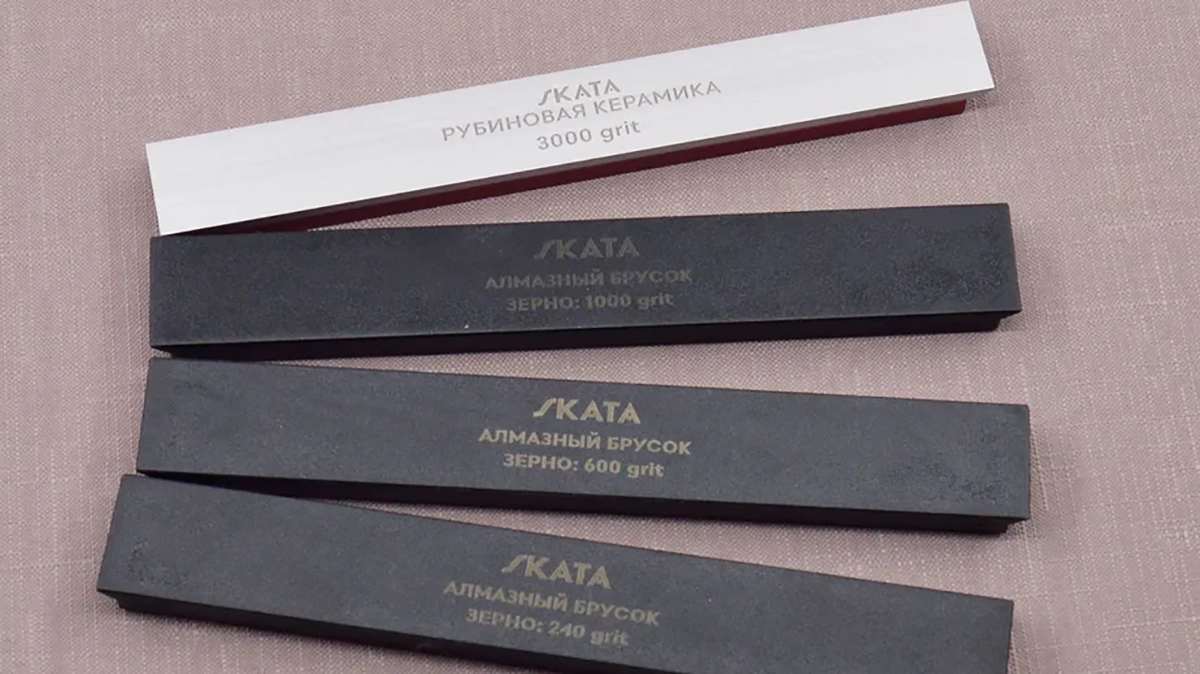 SKATA
РУБИНОВАЯ КЕРАМИКА
3000 grit
SKATA
АЛМАЗНЫЙ БРУСОК
ЗЕРНО: 1000 grit
SKATA
АЛМАЗНЫЙ БРУСОК
ЗЕРНО: 600 grit
SKATA
АЛМАЗНЫЙ БРУСОК
ЗЕРНО: 240 grit